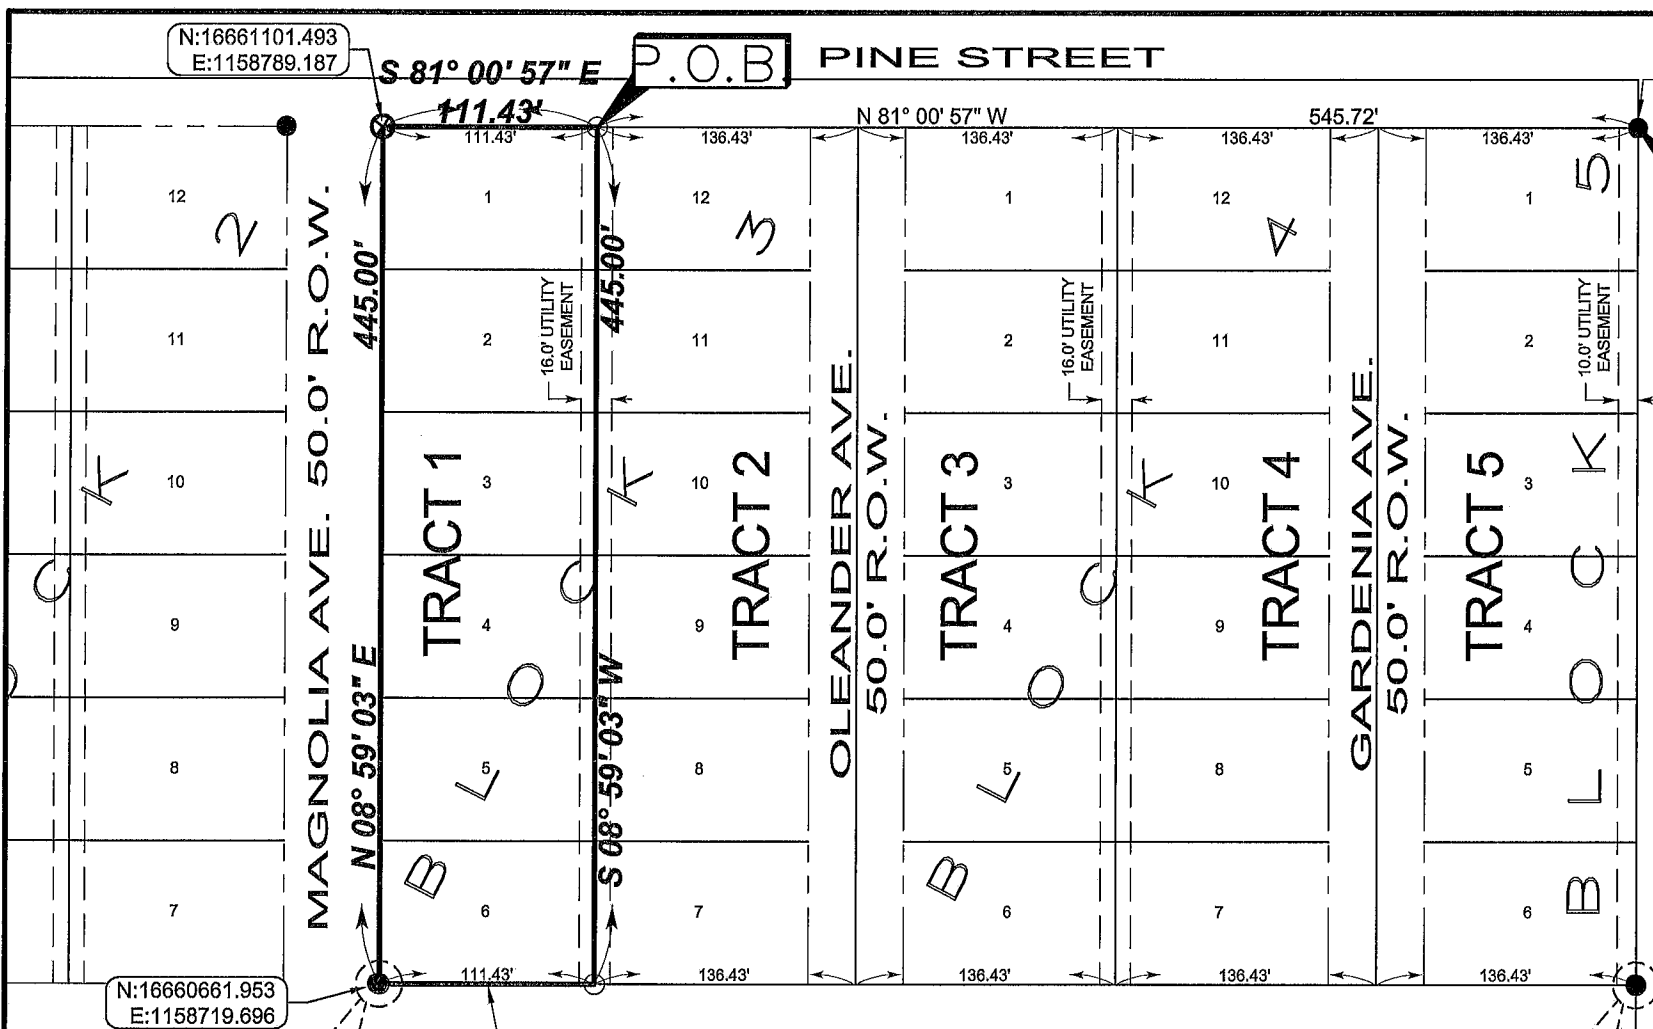 N:16661101.493
E:1158789.187
S 81° 00' 57" E
111.43'
P.O.B.
PINE STREET
111.43'
136.43'
N 81° 00' 57" W
136.43'
136.43'
545.72'
136.43'
12
2
1
12
3
1
12
4
1
5
445.00'
445.00'
11
2
16.0' UTILITY
EASEMENT
11
2
16.0' UTILITY
EASEMENT
11
2
10.0' UTILITY
EASEMENT
MAGNOLIA AVE. 50.0' R.O.W.
OLEANDER AVE.
50.0' R.O.W.
GARDENIA AVE.
50.0' R.O.W.
10
3
10
3
10
3
TRACT 1
TRACT 2
TRACT 3
TRACT 4
TRACT 5
9
4
9
4
9
4
O C K
B L O C K
B L O C K
B L O C K
N 08° 59' 03" E
S 08° 59' 03" W
8
5
8
5
8
5
7
6
7
6
7
6
111.43'
136.43'
136.43'
136.43'
136.43'
N:16660661.953
E:1158719.696